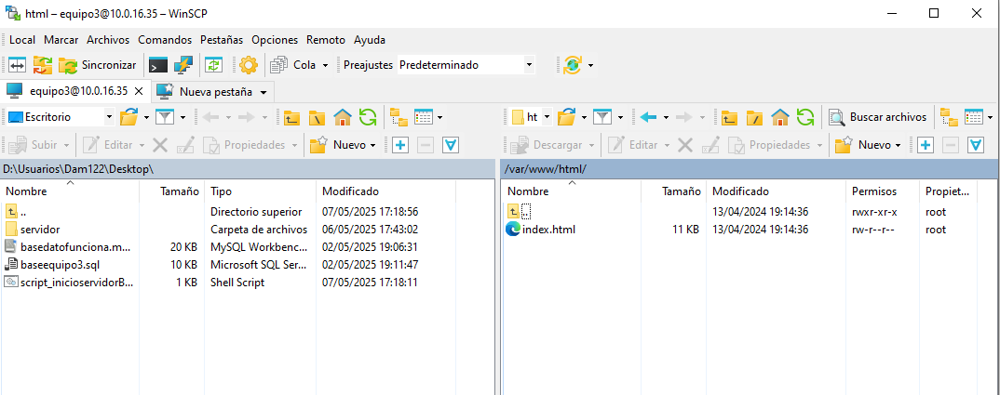 html – equipo3@10.0.16.35 – WinSCP
Local Marcar Archivos Comandos Pestañas Opciones Remoto Ayuda
Sincronizar Cola Preajustes Predeterminado
equipo3@10.0.16.35 Nueva pestaña
Escritorio ht Buscar archivos
Subir Editar Propiedades Nuevo Descargar Editar Propiedades Nuevo
D:\Usuarios\Dam122\Desktop\ /var/www/html/
Nombre Tamaño Tipo Modificado Nombre Tamaño Modificado Permisos Propiet...
.. Directorio superior 07/05/2025 17:18:56 .. 13/04/2024 19:14:36 rwxr-xr-x root
servidor Carpeta de archivos 06/05/2025 17:43:02 index.html 11 KB 13/04/2024 19:14:36 rw-r--r-- root
basedatofunciona.m... 20 KB MySQL Workbenc... 02/05/2025 19:06:31
baseequipo3.sql 10 KB Microsoft SQL Ser... 02/05/2025 19:11:47
script_inicioservidorB... 1 KB Shell Script 07/05/2025 17:18:11